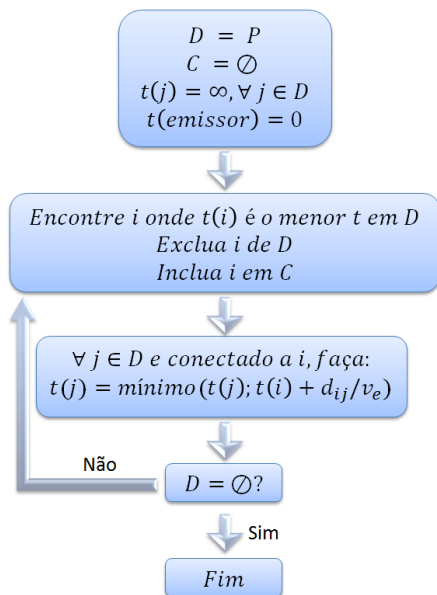 D = P
C = ∅
t(j) = ∞, ∀ j ∈ D
t(emissor) = 0
Encontre i onde t(i) é o menor t em D
Exclua i de D
Inclua i em C
∀ j ∈ D e conectado a i, faça:
t(j) = mínimo(t(j); t(i) + d_ij/v_e)
Não
D = ∅?
Sim
Fim